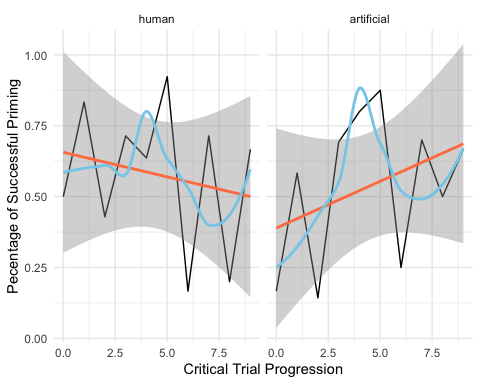 human artificial
Pecentage of Successful Priming
1.00
0.75
0.50
0.25
0.00
0.0 2.5 5.0 7.5 0.0 2.5 5.0 7.5
Critical Trial Progression